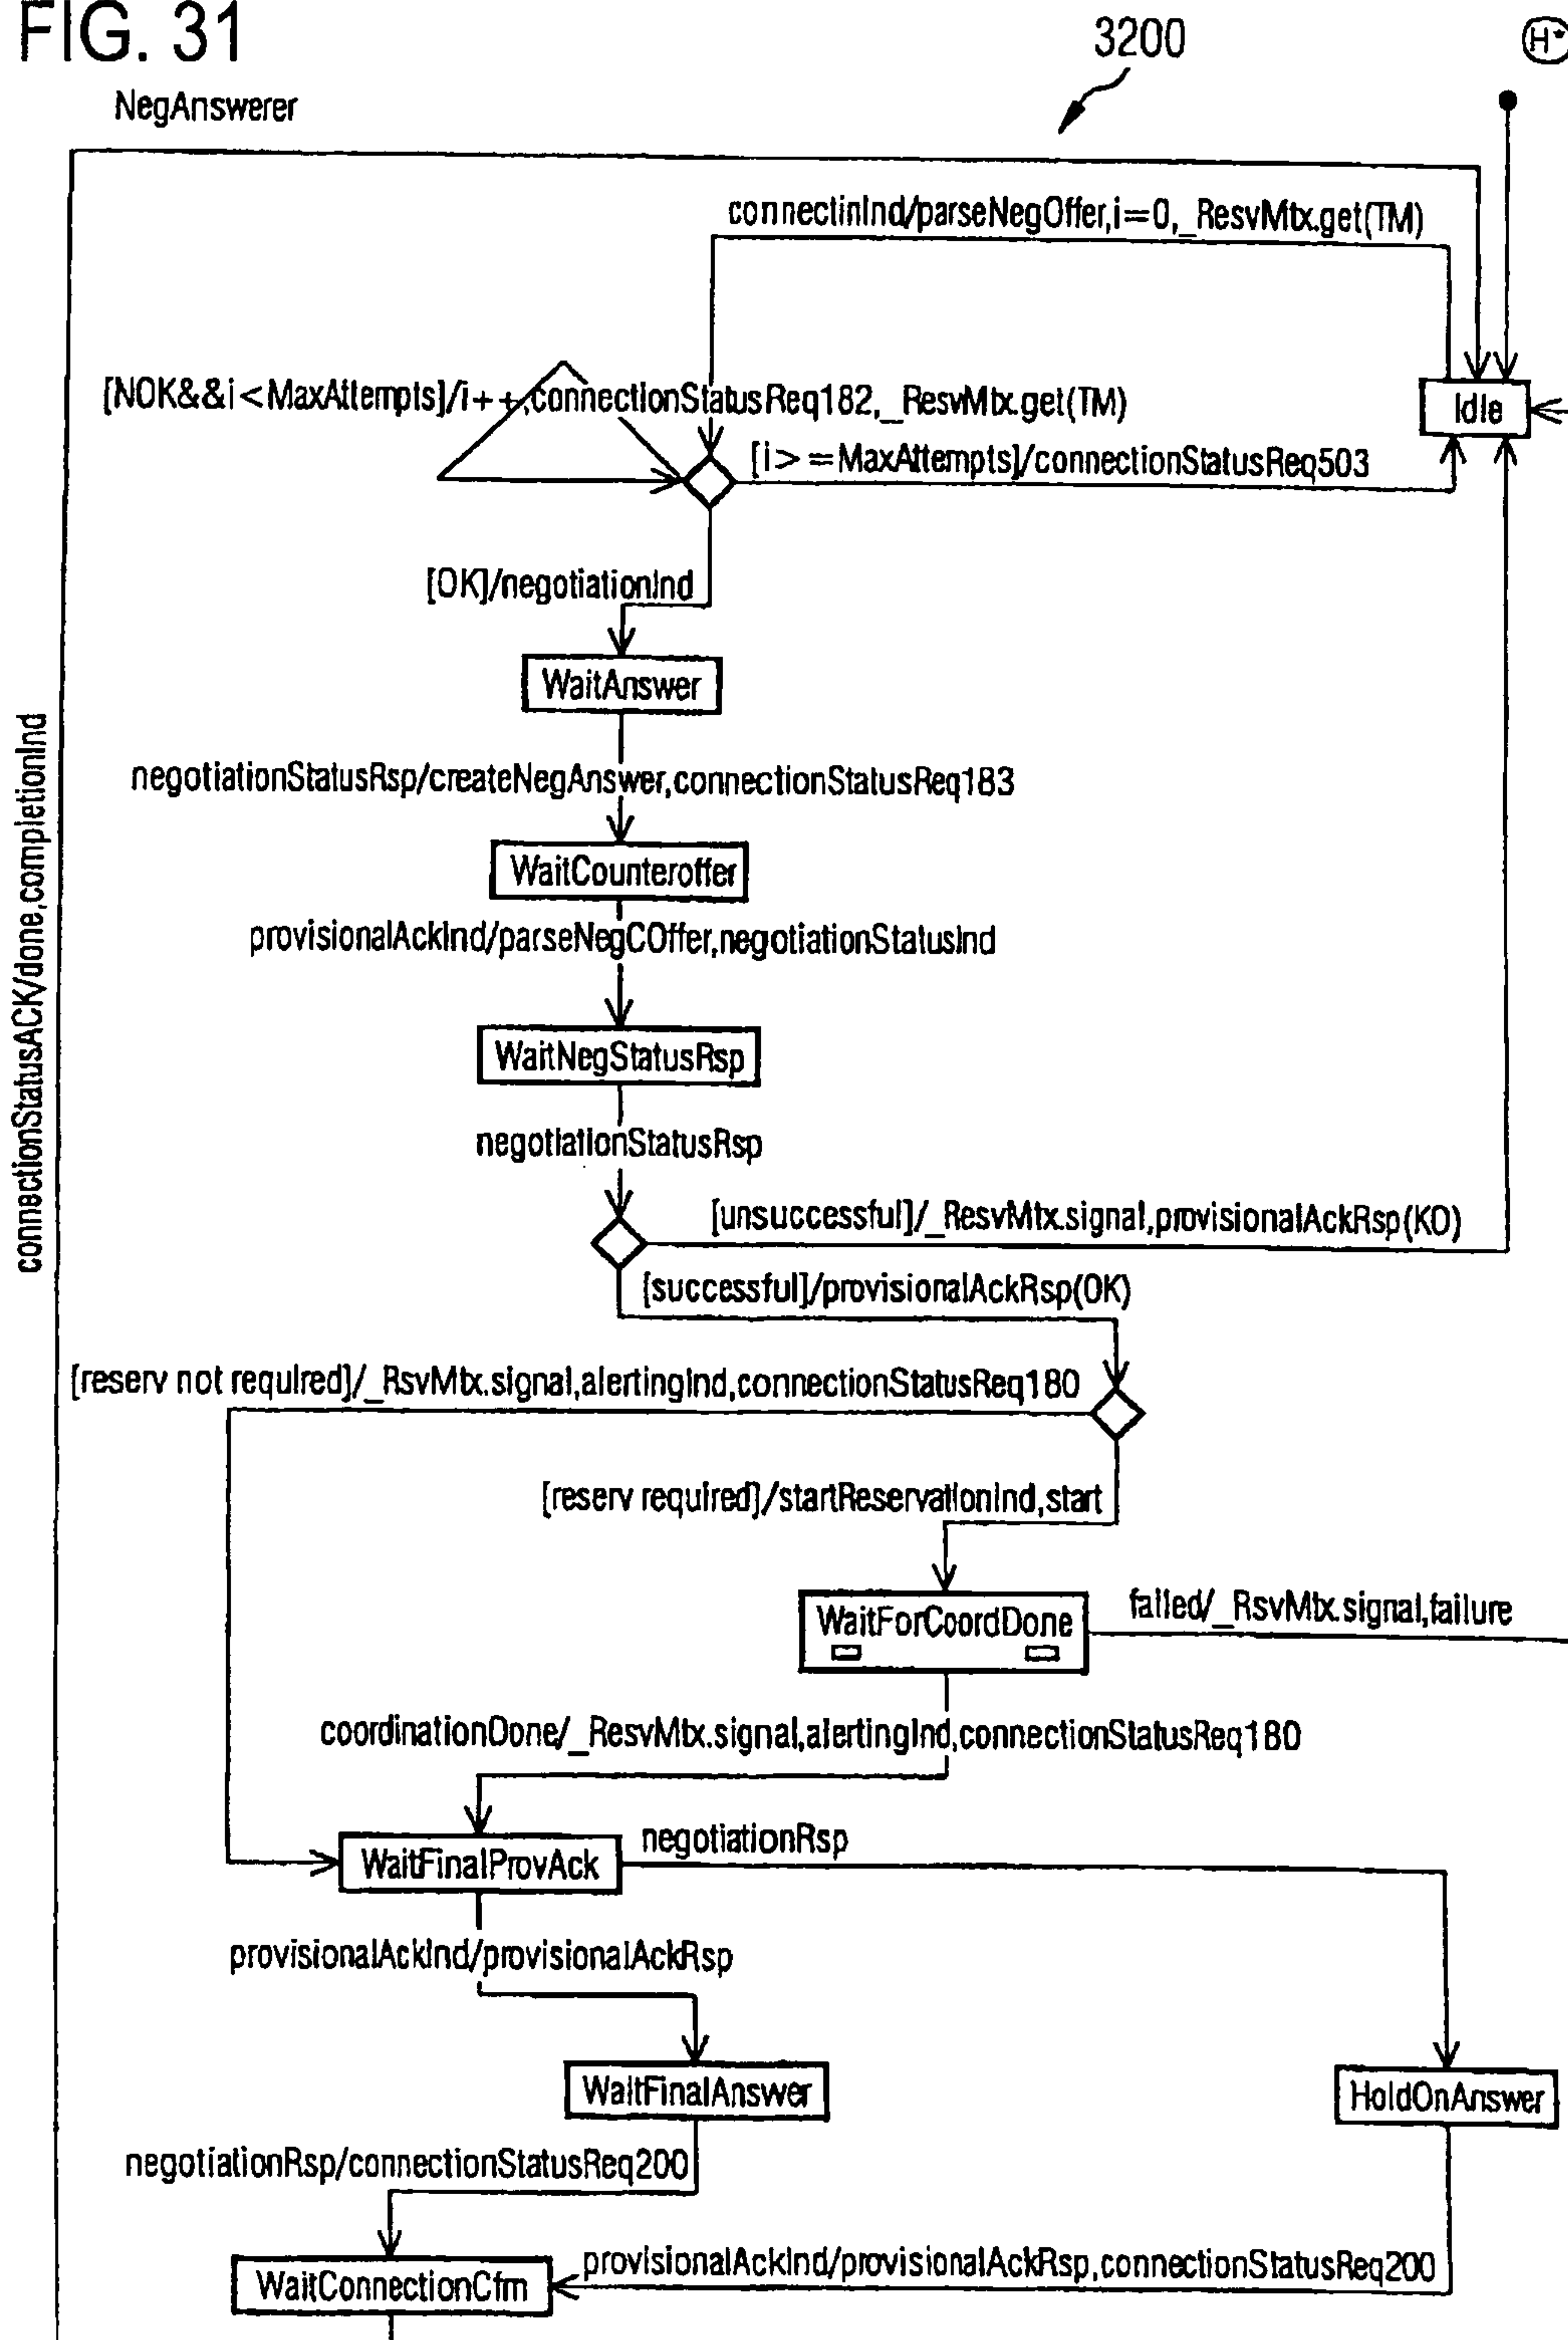 FIG. 31
3200
H*
NegAnswerer
connectinInd/parseNegOffer,i=0,_ResvMtx.get(TM)
[NOK&&i<MaxAttempts]/i++,connectionStatusReq182,_ResvMtx.get(TM)
Idle
[i>=MaxAttempts]/connectionStatusReq503
[OK]/negotiationInd
WaitAnswer
negotiationStatusRsp/createNegAnswer,connectionStatusReq183
WaitCounteroffer
provisionalAckInd/parseNegCOffer,negotiationStatusInd
WaitNegStatusRsp
connectionStatusACK/done,completionInd
negotiationStatusRsp
[unsuccessful]/_ResvMtx.signal,provisionalAckRsp(KO)
[successful]/provisionalAckRsp(OK)
[reserv not required]/_RsvMtx.signal,alertingInd,connectionStatusReq180
[reserv required]/startReservationInd,start
WaitForCoordDone
failed/_RsvMtx.signal,failure
coordinationDone/_ResvMtx.signal,alertingInd,connectionStatusReq180
WaitFinalProvAck
negotiationRsp
provisionalAckInd/provisionalAckRsp
WaitFinalAnswer
HoldOnAnswer
negotiationRsp/connectionStatusReq200
provisionalAckInd/provisionalAckRsp,connectionStatusReq200
WaitConnectionCfm